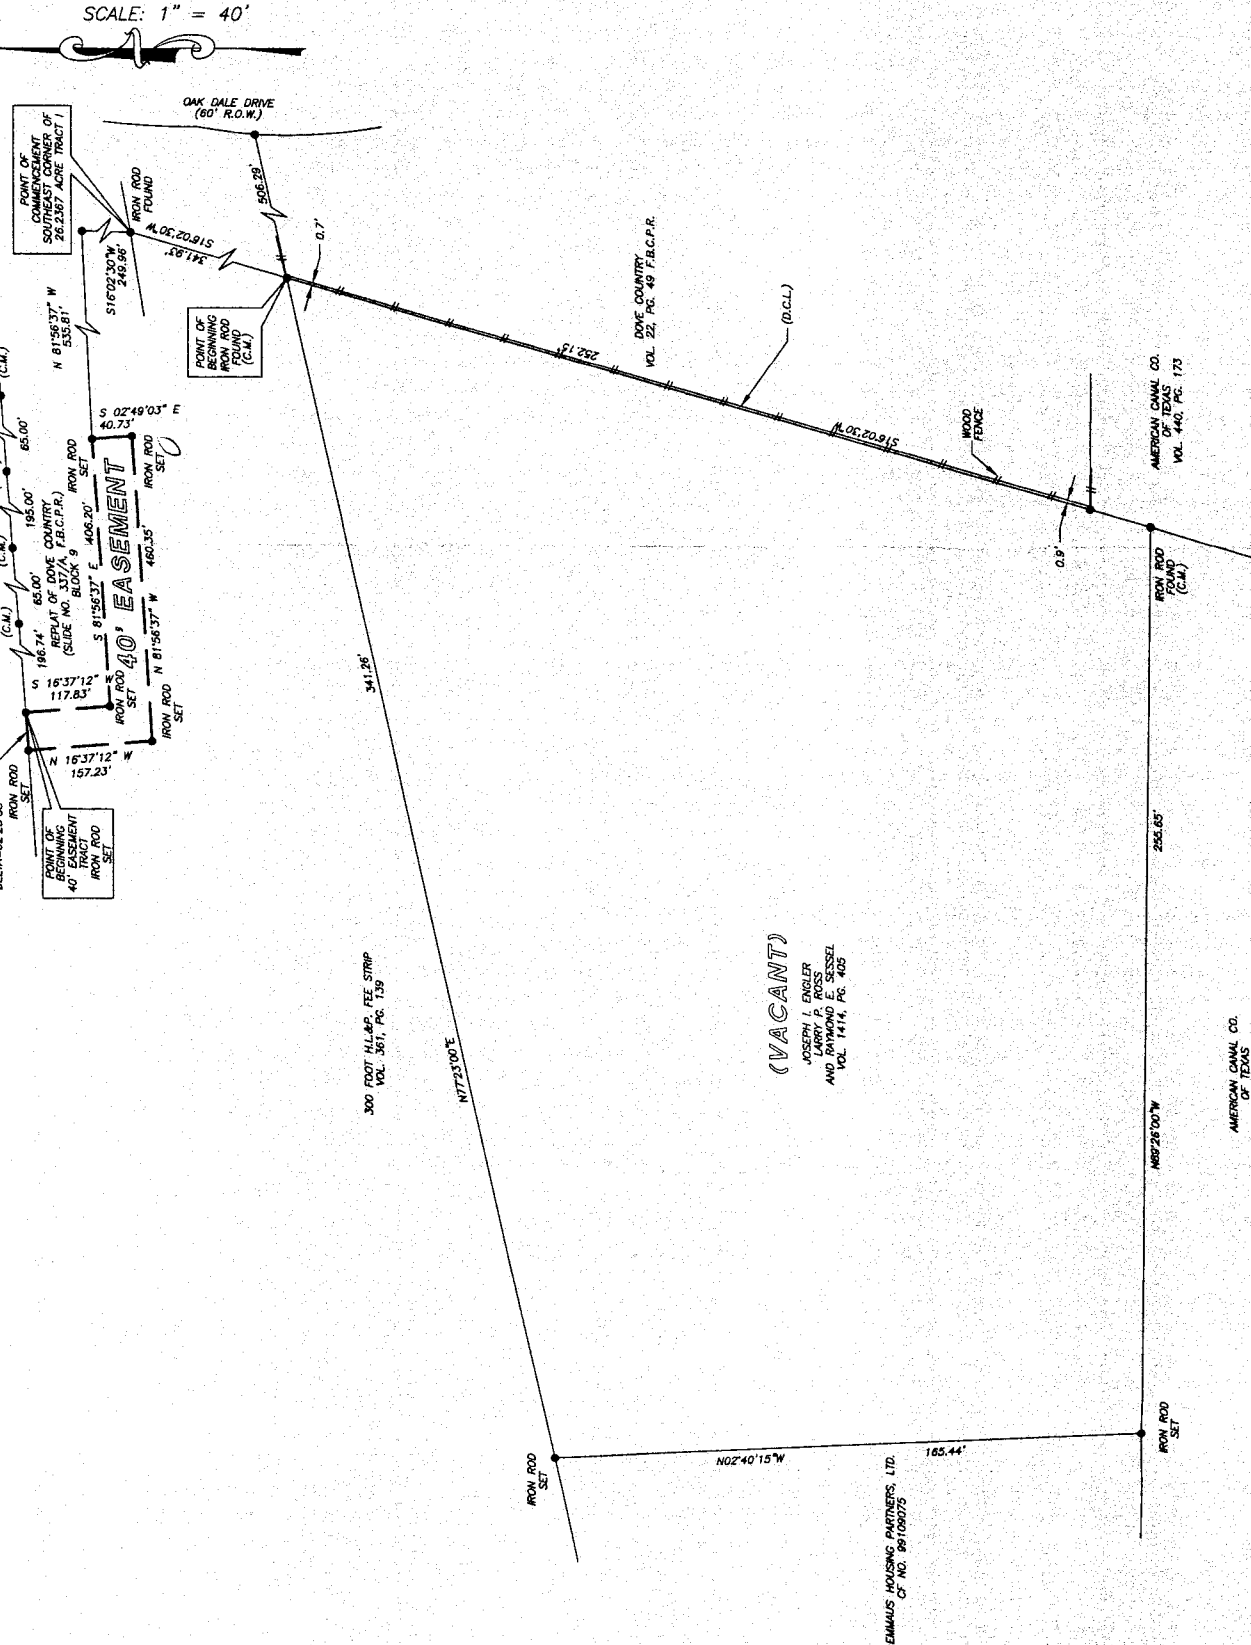 SCALE: 1" = 40'
OAK DALE DRIVE
(60' R.O.W.)
POINT OF
COMMENCEMENT
SOUTHEAST CORNER OF
26.2367 ACRE TRACT I
IRON ROD
FOUND
S16°02'30"W
341.93'
506.29'
0.7'
S16°02'30"W
249.96'
N 81°56'37" W
535.81'
POINT OF
BEGINNING
IRON ROD
FOUND
(C.M.)
(C.M.)
65.00'
(C.M.)
195.00'
65.00'
(C.M.)
196.74'
REPLAT OF DOVE COUNTRY
(SLIDE NO. 337/A, F.B.C.P.R.)
BLOCK 9
IRON ROD
SET
S 02°49'03" E
40.73'
IRON ROD
SET
S 81°56'37" E
406.20'
40' EASEMENT
N 81°56'37" W
460.35'
S 16°37'12" W
117.83'
IRON ROD
SET
IRON ROD
SET
N 16°37'12" W
157.23'
IRON ROD
SET
POINT OF
BEGINNING
40' EASEMENT
TRACT
IRON ROD
SET
252.15'
S16°02'30"W
DOVE COUNTRY
VOL. 22, PG. 49 F.B.C.P.R.
(D.C.L.)
WOOD
FENCE
0.9'
AMERICAN CANAL CO.
OF TEXAS
VOL. 440, PG. 173
IRON ROD
FOUND
(C.M.)
341.26'
N77°23'00"E
300 FOOT H.L.&P. FEE STRIP
VOL. 361, PG. 139
(VACANT)
JOSEPH I. ENGLER
LARRY P. ROSS
AND RAYMOND E. SESSEL
VOL. 1414, PG. 405
255.65'
N89°26'00"W
AMERICAN CANAL CO.
OF TEXAS
IRON ROD
SET
N02°40'15"W
165.44'
IRON ROD
SET
EMMAUS HOUSING PARTNERS, LTD.
CF NO. 99109075